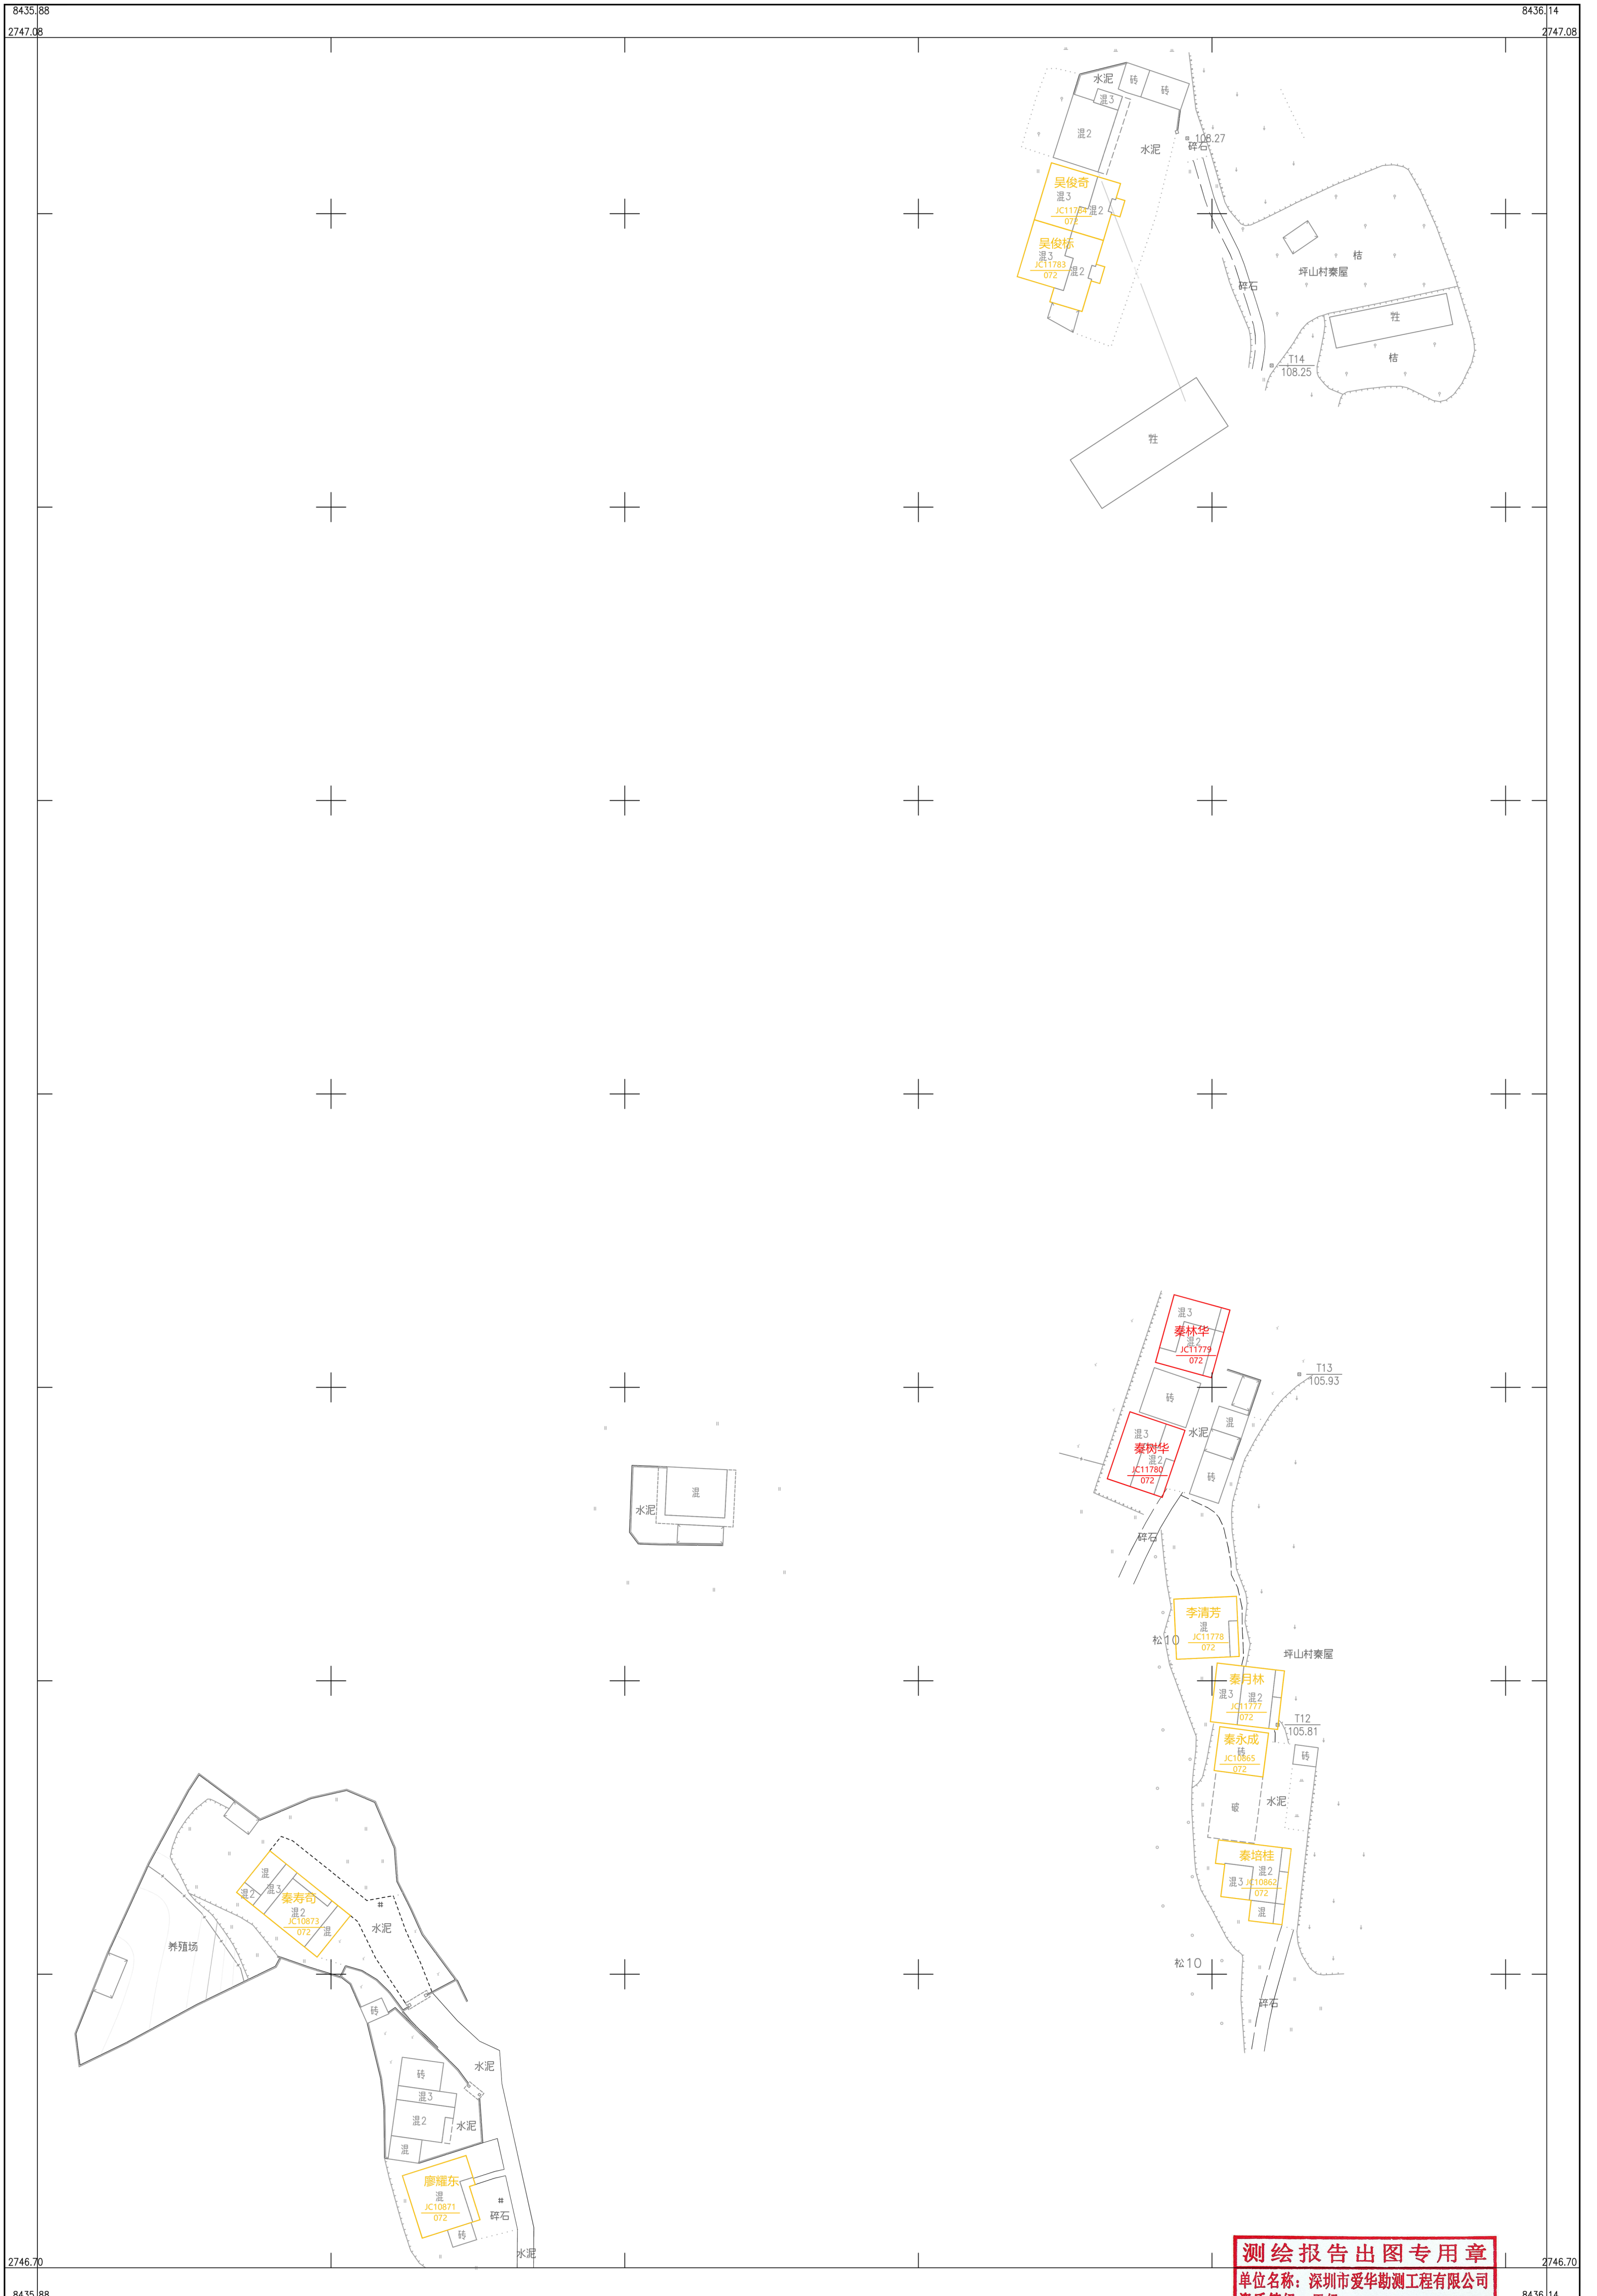 8435.88
8436.14
2747.08
2747.08
水泥
砖
砖
混3
混2
水泥
108.27
碎石
吴俊奇
混3
JC11784
072
混2
吴俊标
混3
JC11783
072
混2
桔
坪山村秦屋
碎石
牲
桔
T14
108.25
牲
混3
秦林华
混2
JC11779
072
T13
105.93
砖
混
水泥
混3
秦树华
混2
JC11780
072
砖
混
水泥
碎石
李清芳
混
JC11778
072
松10
坪山村秦屋
秦月林
混3
混2
JC11777
072
T12
105.81
秦永成
砖
JC10865
072
砖
水泥
破
秦培桂
混2
混3
JC10862
072
混
混
混3
混2
秦寿奇
混2
JC10873
072
混
水泥
养殖场
松10
碎石
砖
水泥
砖
混3
混2
水泥
混
廖耀东
混
JC10871
072
碎石
砖
水泥
测绘报告出图专用章
2746.70
2746.70
单位名称：深圳市爱华勘测工程有限公司
8435.88
8436.14